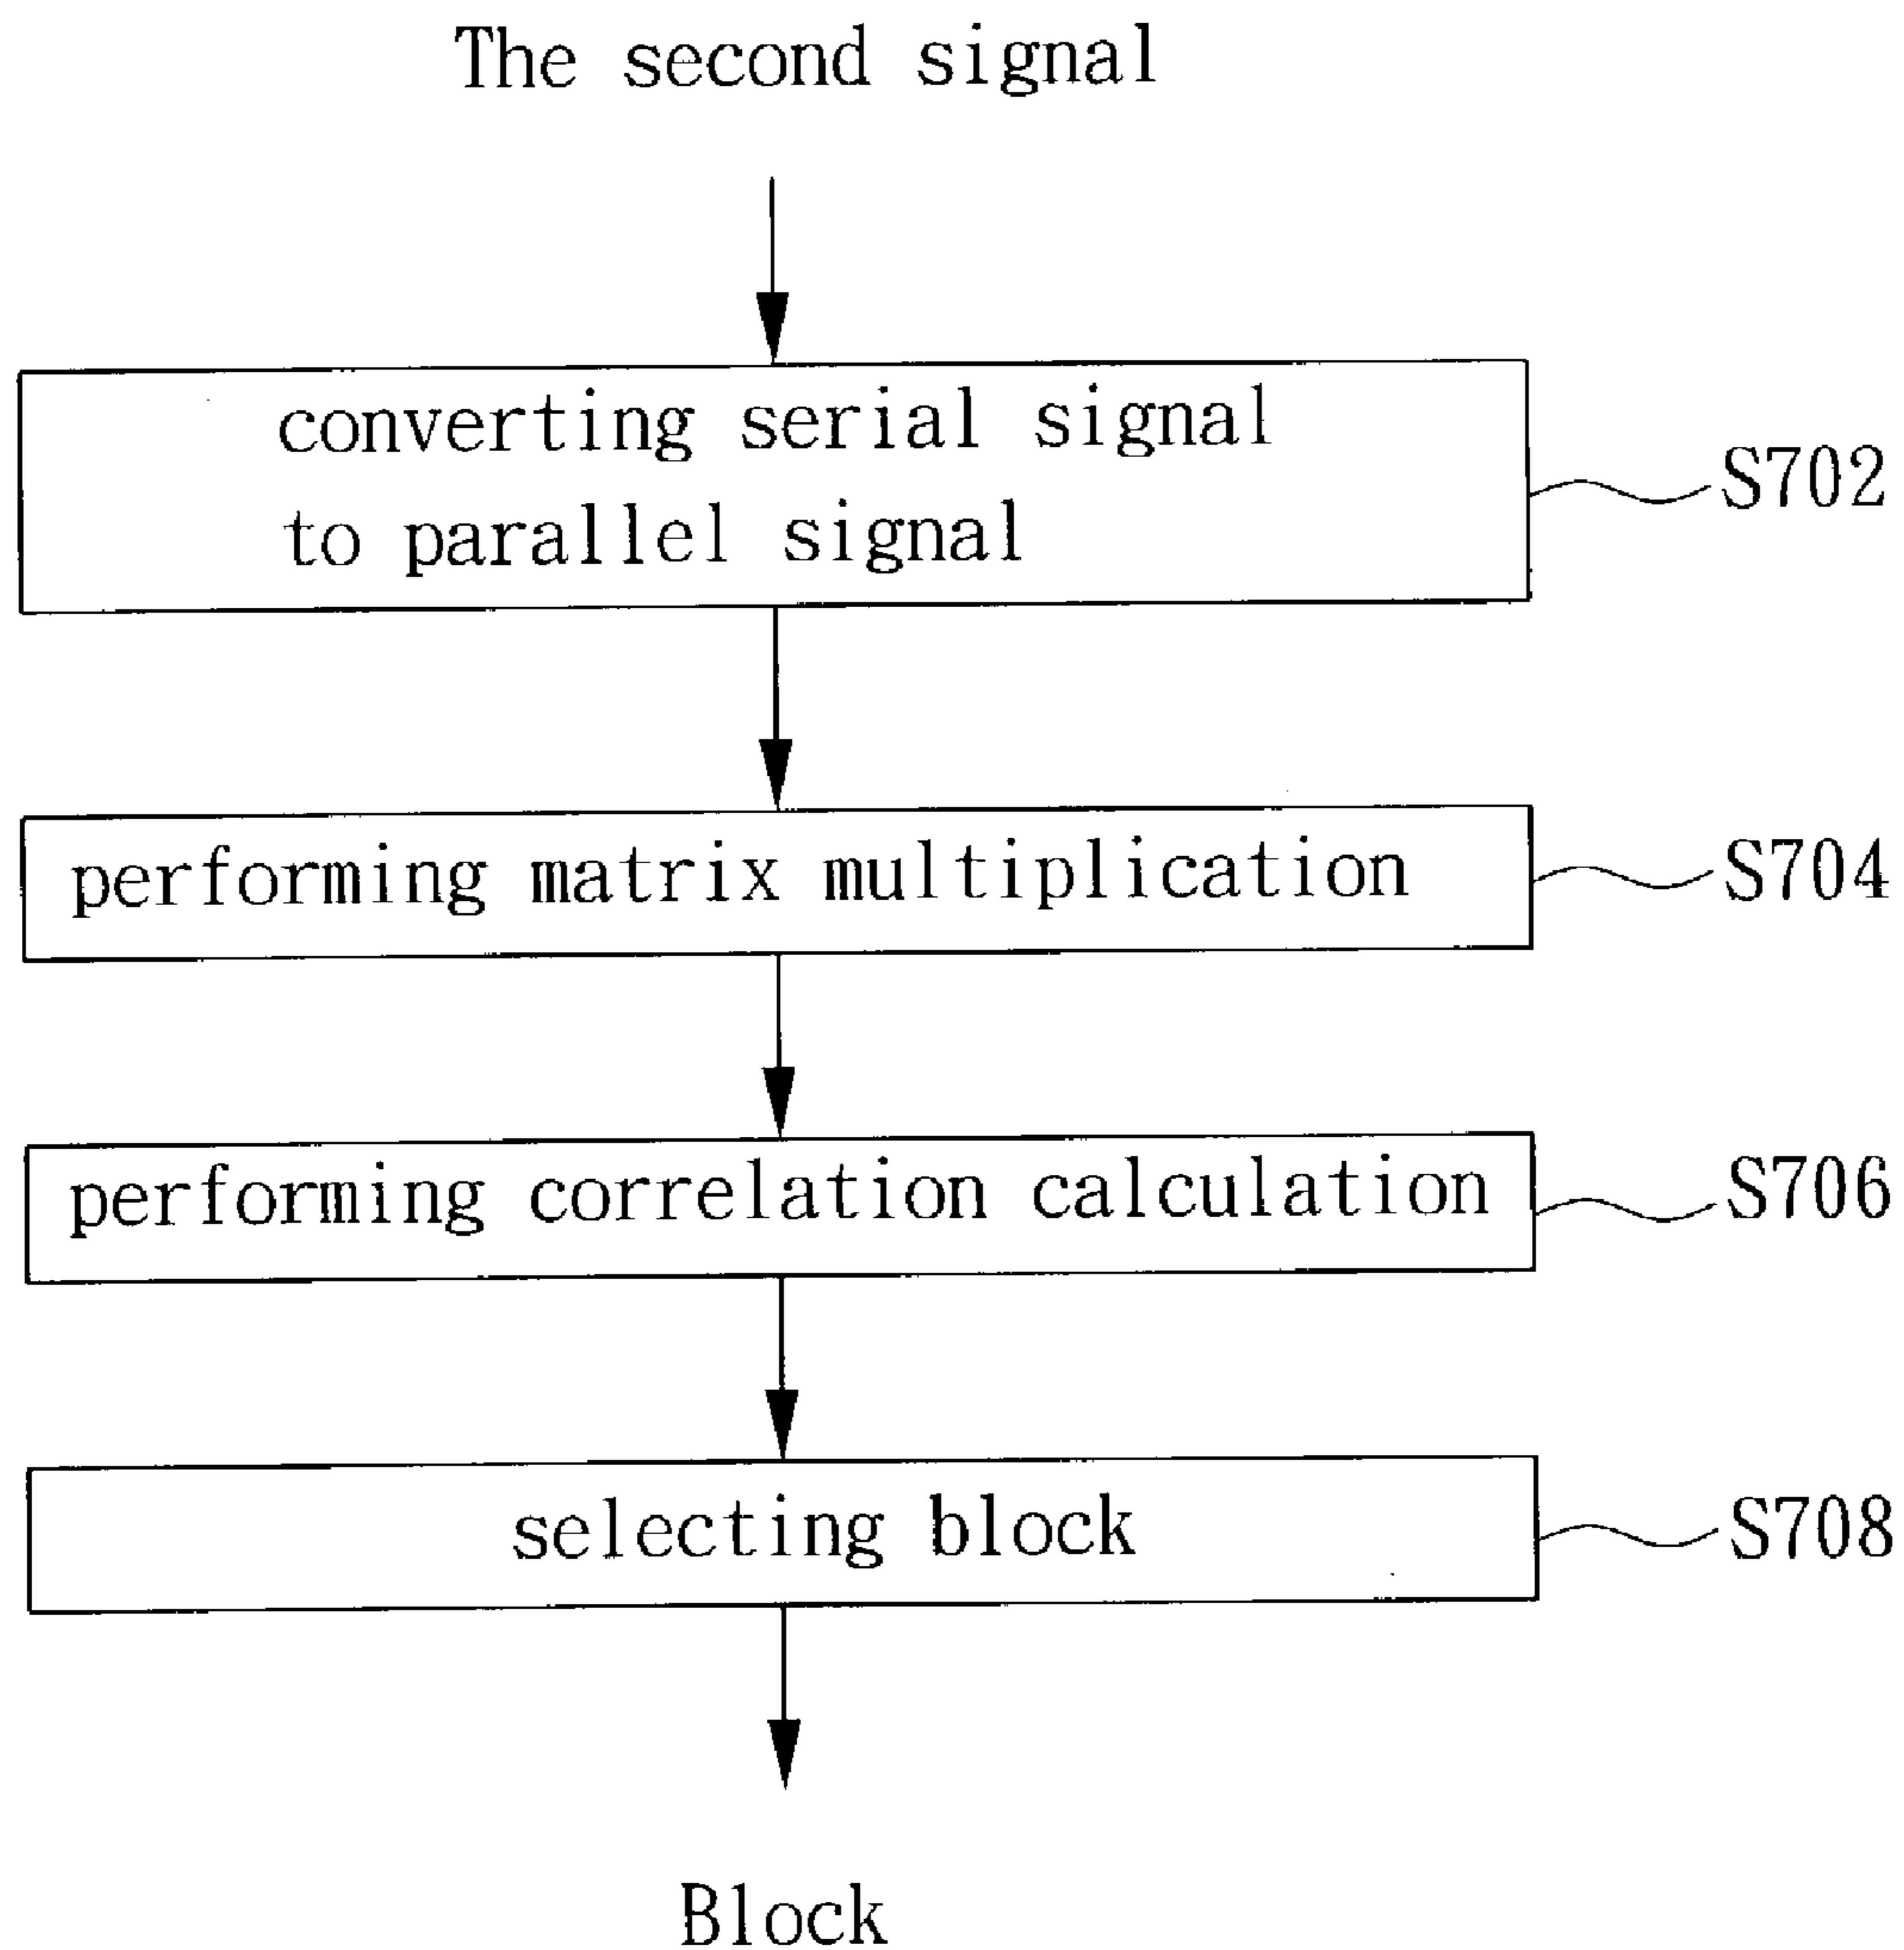 The second signal
converting serial signal
to parallel signal
S702
performing matrix multiplication
S704
performing correlation calculation
S706
selecting block
S708
Block